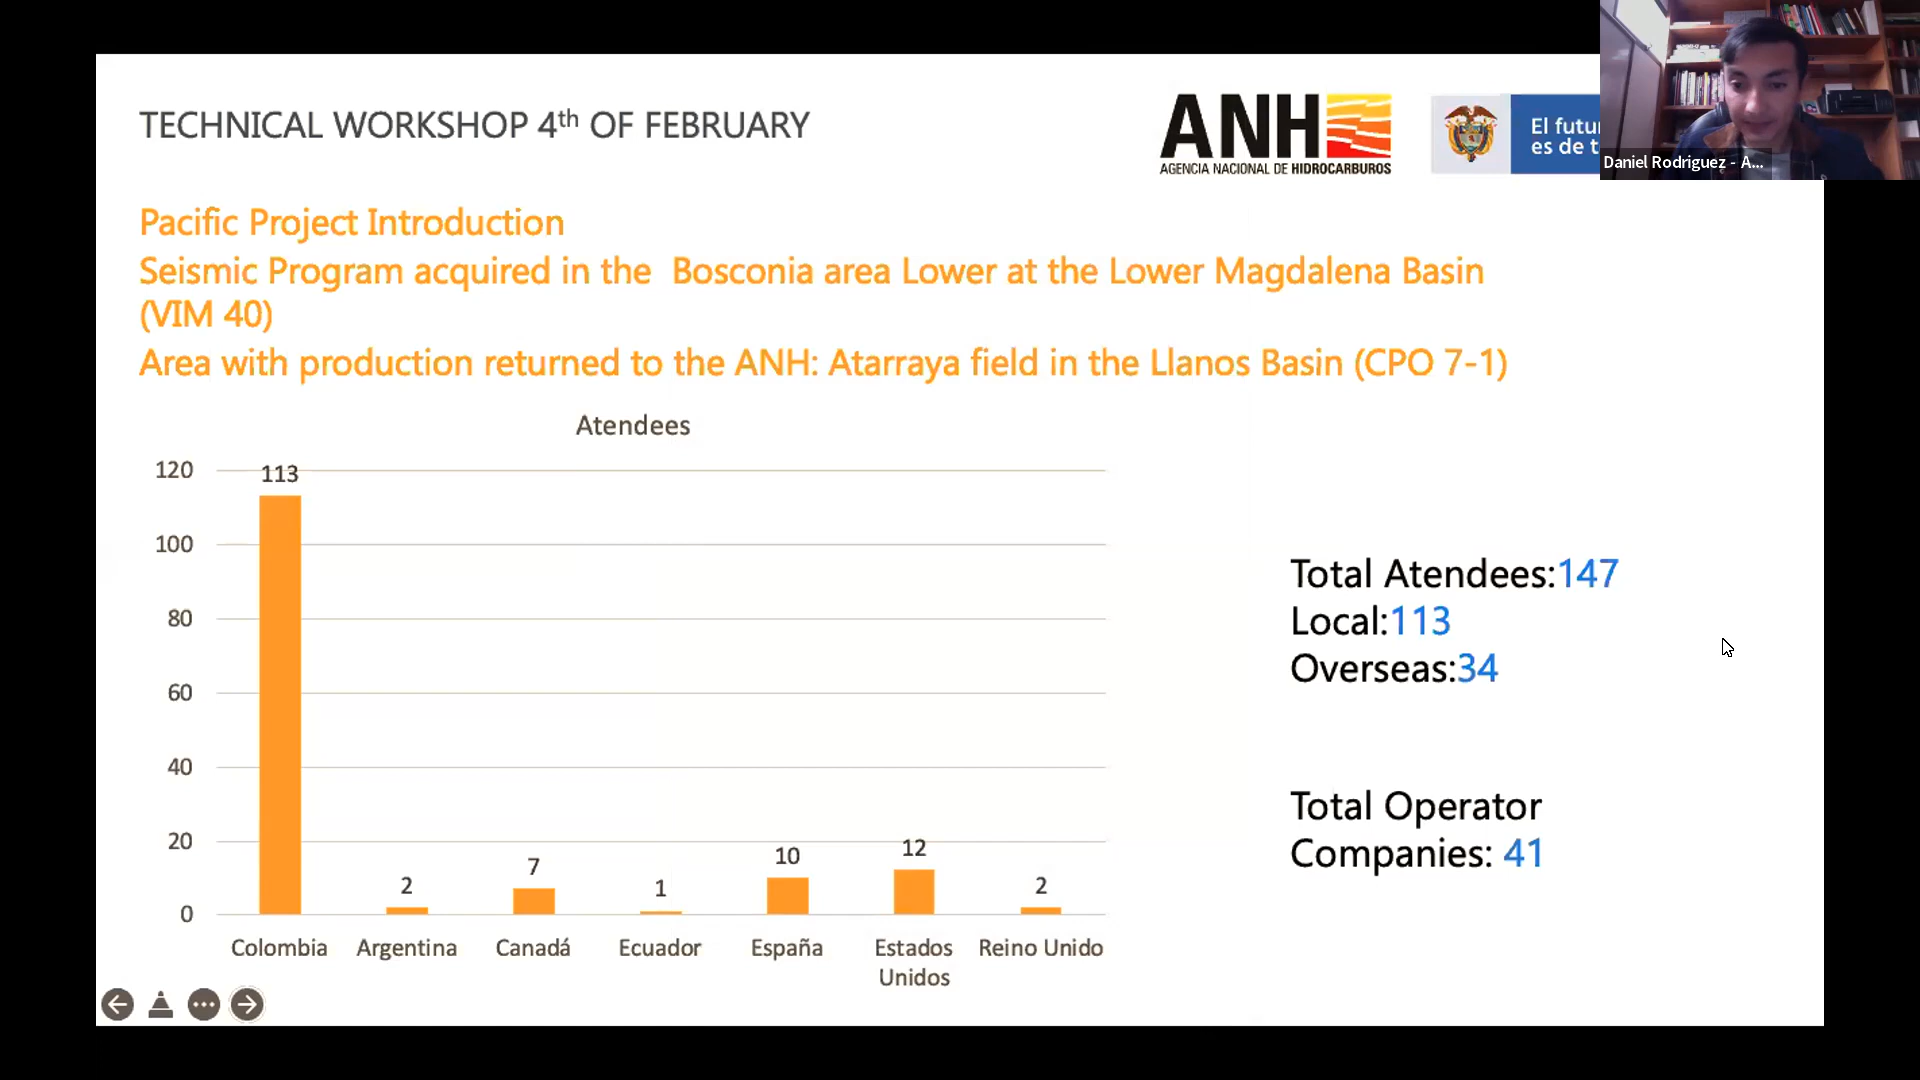 TECHNICAL WORKSHOP 4th OF FEBRUARY
ANH
AGENCIA NACIONAL DE HIDROCARBUROS
El futu
es de t
Daniel Rodriguez - A...
Pacific Project Introduction
Seismic Program acquired in the Bosconia area Lower at the Lower Magdalena Basin
(VIM 40)
Area with production returned to the ANH: Atarraya field in the Llanos Basin (CPO 7-1)
Atendees
120
100
80
60
40
20
0
113
2
7
1
10
12
2
Colombia
Argentina
Canadá
Ecuador
España
Estados
Unidos
Reino Unido
Total Atendees:147
Local:113
Overseas:34
Total Operator
Companies: 41